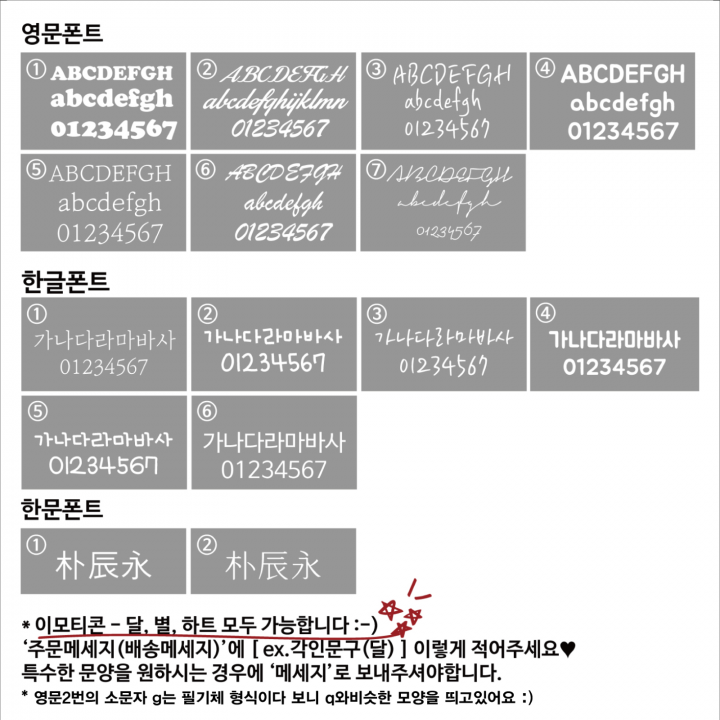 영문폰트
① ABCDEFGH
abcdefgh
01234567
② ABCDEFGH
abcdefghijklmn
01234567
③ ABCDEFGH
abcdefgh
01234567
④ ABCDEFGH
abcdefgh
01234567
⑤ ABCDEFGH
abcdefgh
01234567
⑥ ABCDEFGH
abcdefgh
01234567
⑦ ABCDEFGH
abcdefgh
01234567
한글폰트
①
가나다라마바사
01234567
②
가나다라마바사
01234567
③
가나다라마바사
01234567
④
가나다라마바사
01234567
⑤
가나다라마바사
01234567
⑥
가나다라마바사
01234567
한문폰트
① 朴辰永
② 朴辰永
* 이모티콘 - 달, 별, 하트 모두 가능합니다 :-)
‘주문메세지(배송메세지)’에 [ ex.각인문구(달) ] 이렇게 적어주세요♥
특수한 문양을 원하시는 경우에 ‘메세지’로 보내주셔야합니다.
* 영문2번의 소문자 g는 필기체 형식이다 보니 q와비슷한 모양을 띄고있어요 :)